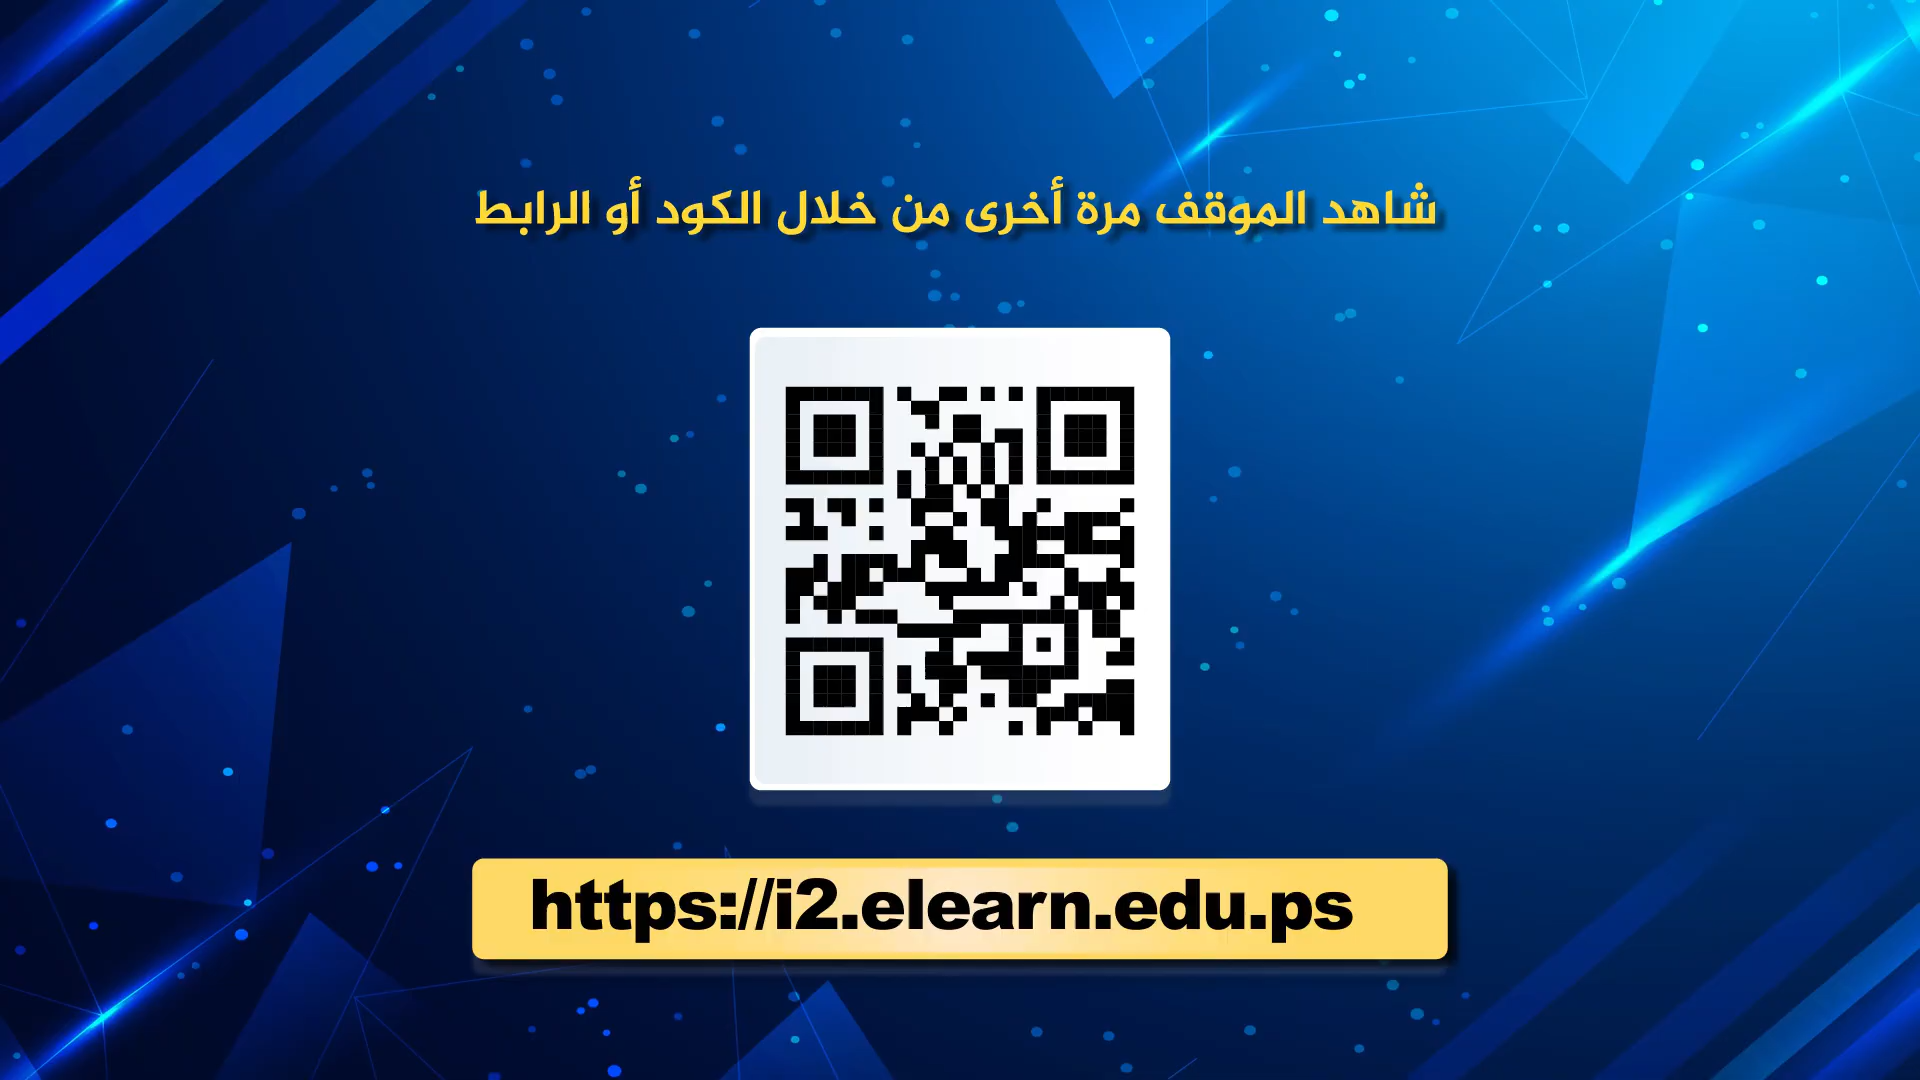 شاهد الموقف مرة أخرى من خلال الكود أو الرابط
https://i2.elearn.edu.ps